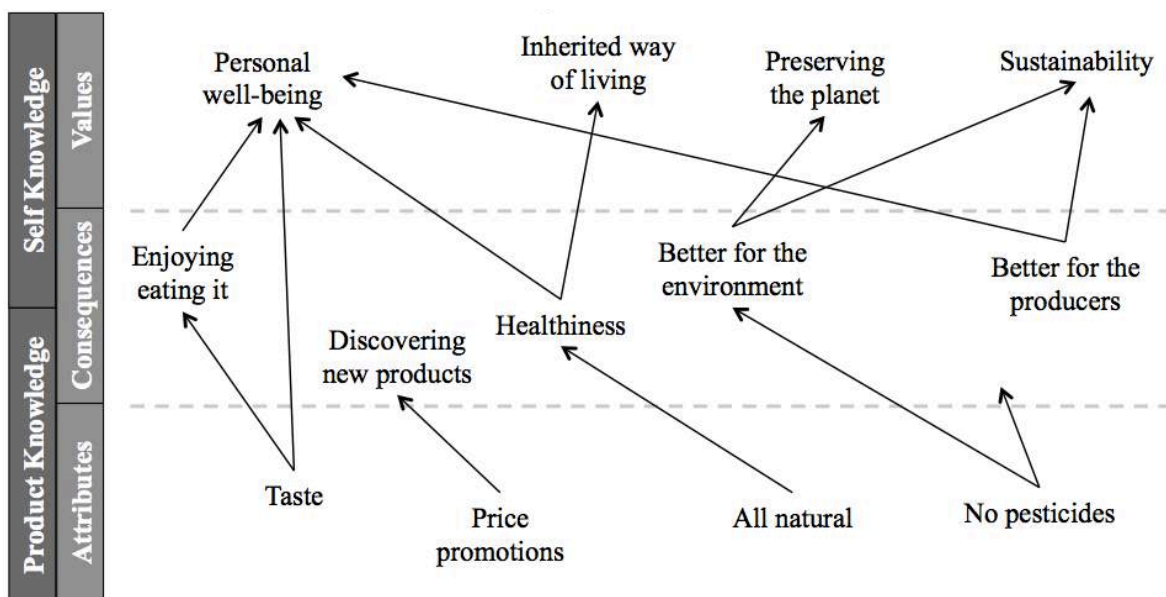 Self Knowledge
Product Knowledge
Values
Consequences
Attributes
Personal
well-being
Inherited way
of living
Preserving
the planet
Sustainability
Enjoying
eating it
Discovering
new products
Healthiness
Better for the
environment
Better for the
producers
Taste
Price
promotions
All natural
No pesticides